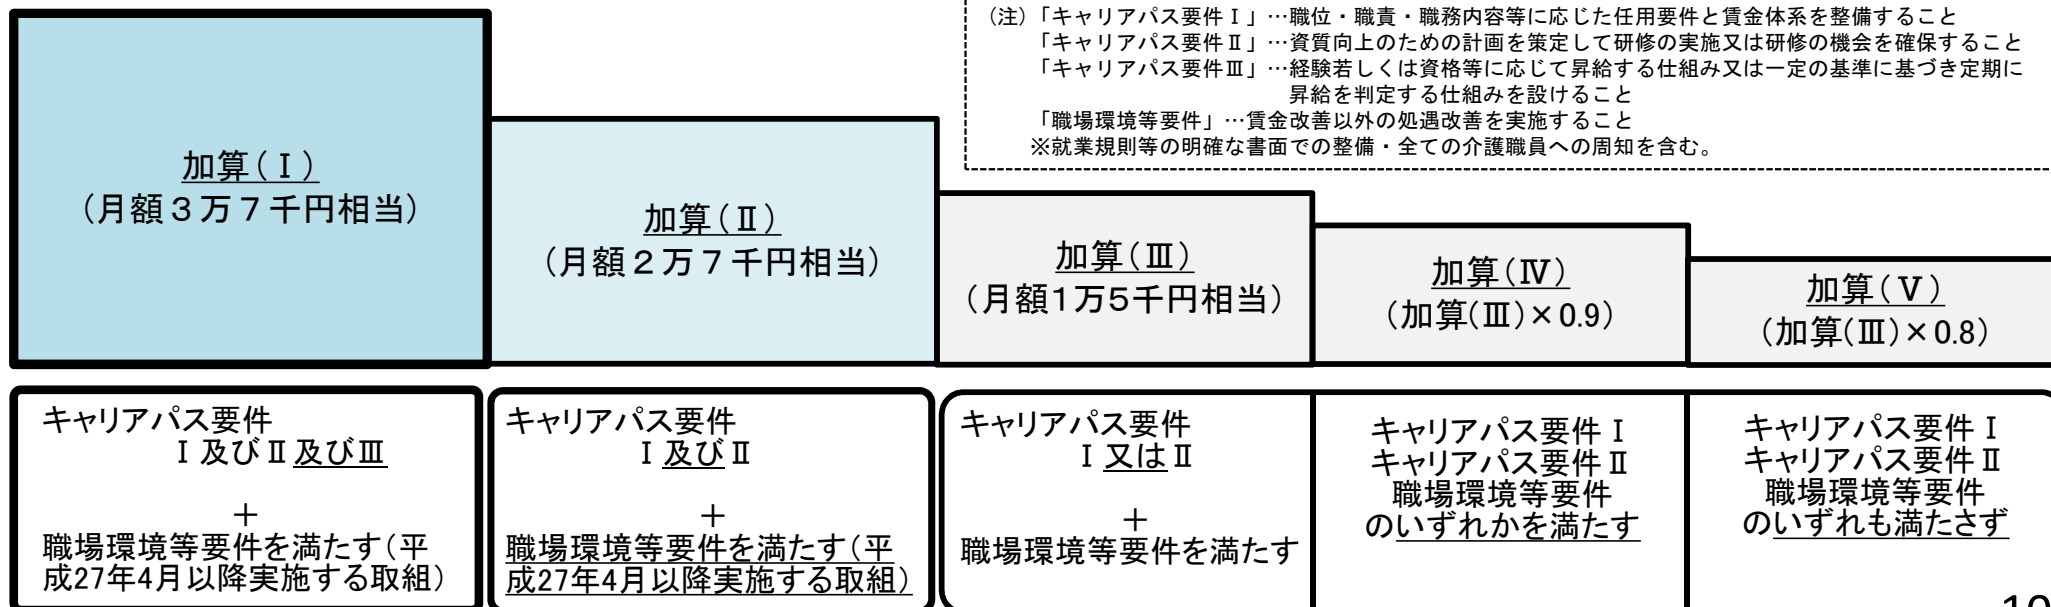 (注)「キャリアパス要件Ⅰ」…職位・職責・職務内容等に応じた任用要件と賃金体系を整備すること
「キャリアパス要件Ⅱ」…資質向上のための計画を策定して研修の実施又は研修の機会を確保すること
「キャリアパス要件Ⅲ」…経験若しくは資格等に応じて昇給する仕組み又は一定の基準に基づき定期に
昇給を判定する仕組みを設けること
「職場環境等要件」…賃金改善以外の処遇改善を実施すること
※就業規則等の明確な書面での整備・全ての介護職員への周知を含む。
加算(Ⅰ)
(月額3万7千円相当)
加算(Ⅱ)
(月額2万7千円相当)
加算(Ⅲ)
(月額1万5千円相当)
加算(Ⅳ)
(加算(Ⅲ)×0.9)
加算(Ⅴ)
(加算(Ⅲ)×0.8)
キャリアパス要件
Ⅰ及びⅡ及びⅢ
+
職場環境等要件を満たす(平
成27年4月以降実施する取組)
キャリアパス要件
Ⅰ及びⅡ
+
職場環境等要件を満たす(平
成27年4月以降実施する取組)
キャリアパス要件
Ⅰ又はⅡ
+
職場環境等要件を満たす
キャリアパス要件Ⅰ
キャリアパス要件Ⅱ
職場環境等要件
のいずれかを満たす
キャリアパス要件Ⅰ
キャリアパス要件Ⅱ
職場環境等要件
のいずれも満たさず